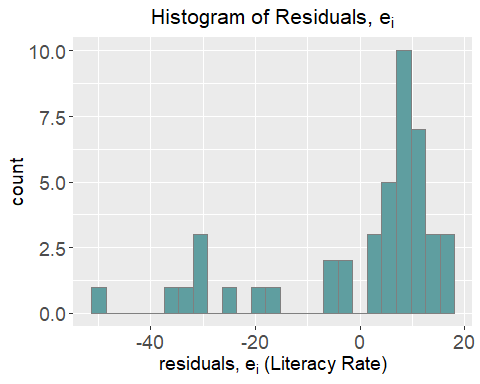 Histogram of Residuals, eᵢ
10.0
7.5
5.0
2.5
0.0
count
-40 -20 0 20
residuals, eᵢ (Literacy Rate)